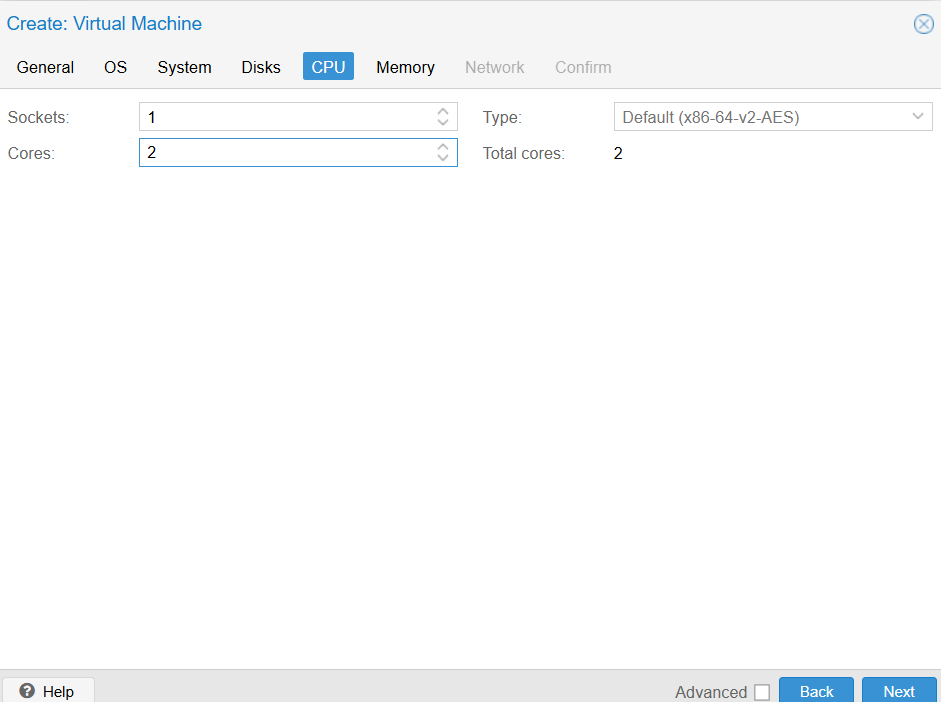 Create: Virtual Machine
General OS System Disks CPU Memory Network Confirm
Sockets: 1 Type: Default (x86-64-v2-AES)
Cores: 2 Total cores: 2
? Help Advanced Back Next